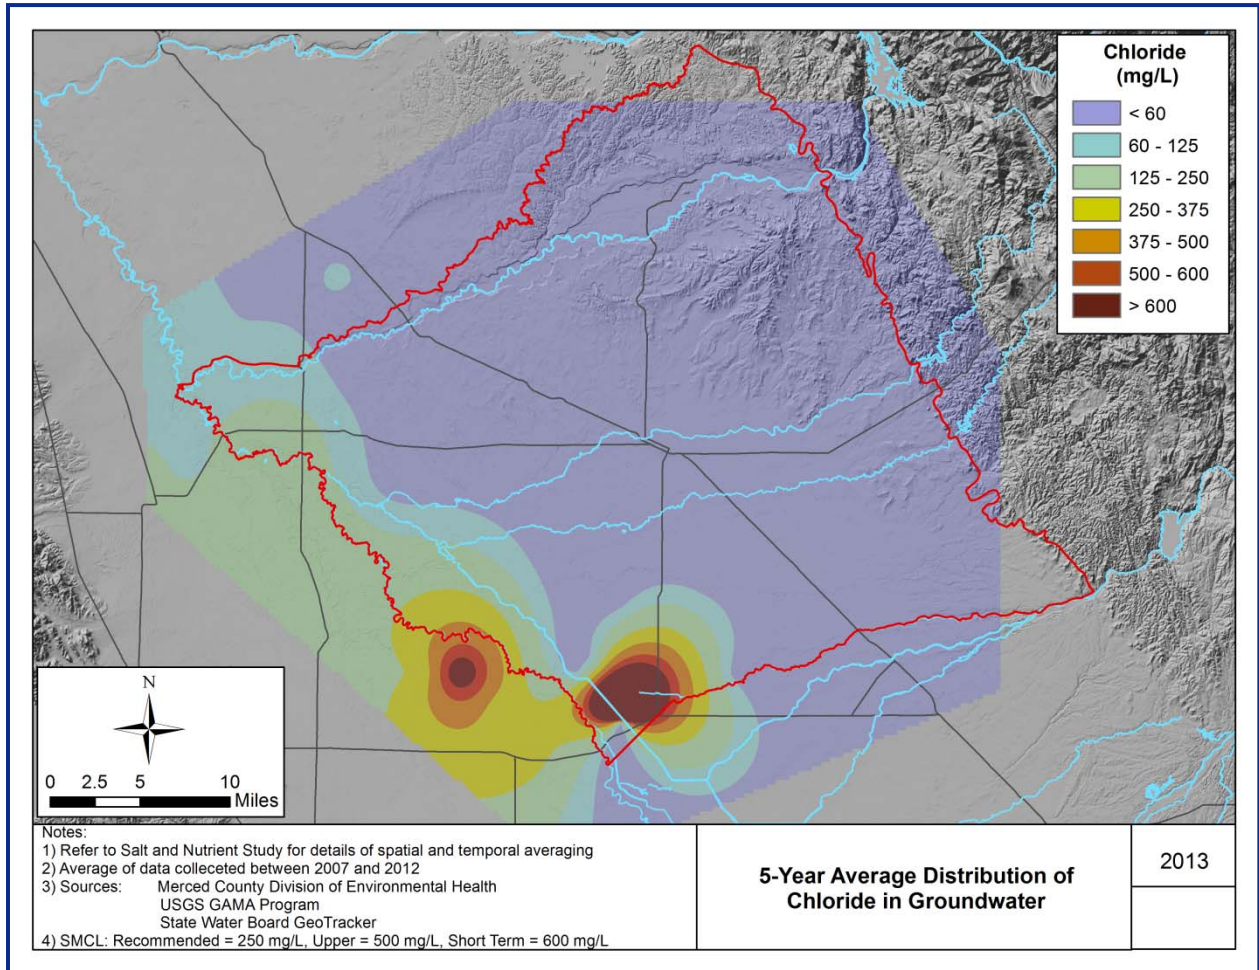 Chloride
(mg/L)
< 60
60 - 125
125 - 250
250 - 375
375 - 500
500 - 600
> 600
N
0 2.5 5 10
Miles
Notes:
1) Refer to Salt and Nutrient Study for details of spatial and temporal averaging
2) Average of data colleceted between 2007 and 2012
3) Sources: Merced County Division of Environmental Health
USGS GAMA Program
State Water Board GeoTracker
4) SMCL: Recommended = 250 mg/L, Upper = 500 mg/L, Short Term = 600 mg/L
5-Year Average Distribution of
Chloride in Groundwater
2013